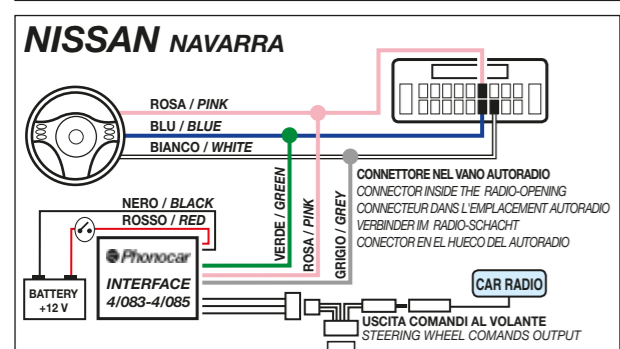 NISSAN NAVARRA
ROSA / PINK
BLU / BLUE
BIANCO / WHITE
CONNETTORE NEL VANO AUTORADIO
CONNECTOR INSIDE THE RADIO-OPENING
CONNECTEUR DANS L'EMPLACEMENT AUTORADIO
VERBINDER IM RADIO-SCHACHT
CONECTOR EN EL HUECO DEL AUTORADIO
NERO / BLACK
ROSSO / RED
VERDE / GREEN
ROSA / PINK
GRIGIO / GREY
Phonocar
INTERFACE
4/083-4/085
BATTERY
+12 V
CAR RADIO
USCITA COMANDI AL VOLANTE
STEERING WHEEL COMANDS OUTPUT